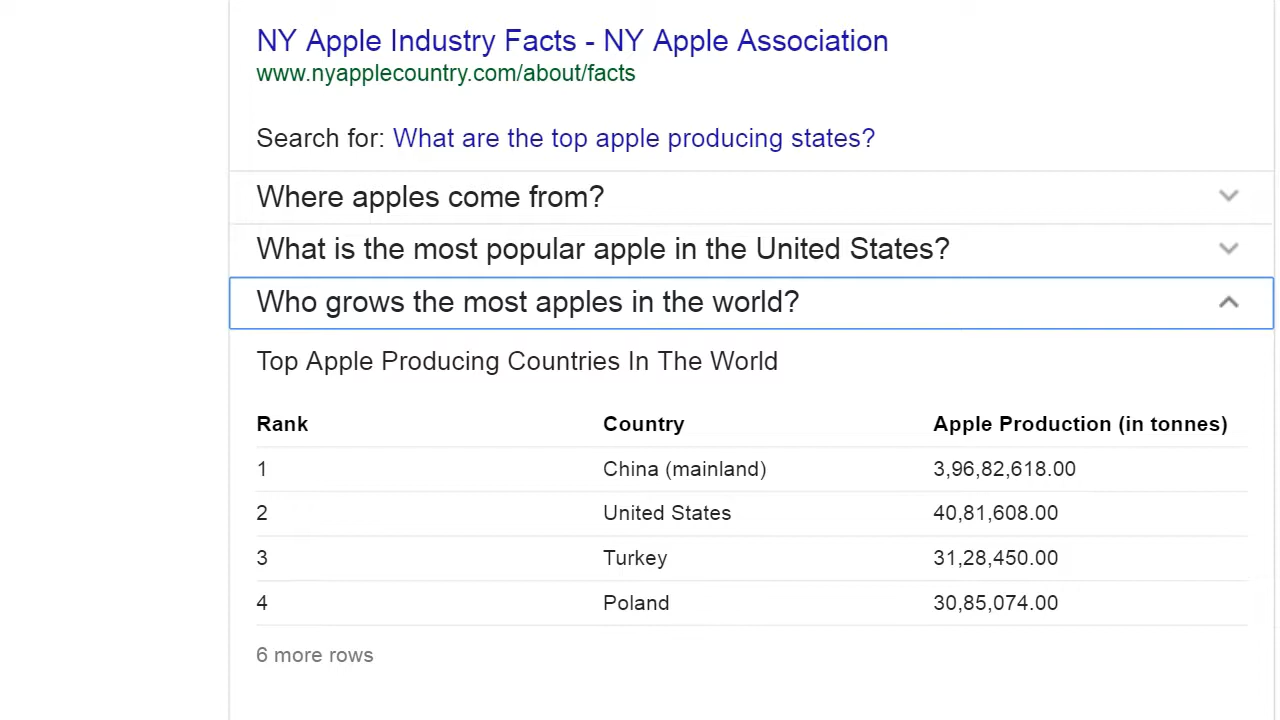 NY Apple Industry Facts - NY Apple Association
www.nyapplecountry.com/about/facts
Search for: What are the top apple producing states?
Where apples come from?
What is the most popular apple in the United States?
Who grows the most apples in the world?
Top Apple Producing Countries In The World
Rank Country Apple Production (in tonnes)
1 China (mainland) 3,96,82,618.00
2 United States 40,81,608.00
3 Turkey 31,28,450.00
4 Poland 30,85,074.00
6 more rows